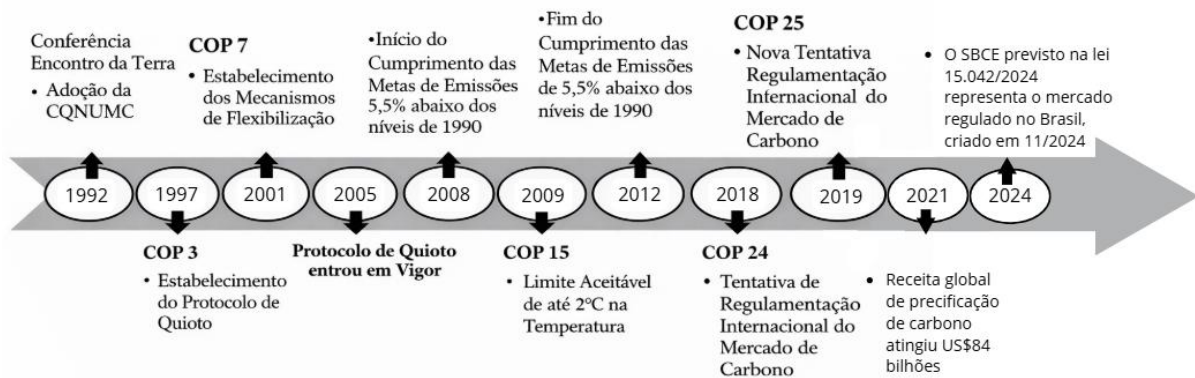 Conferência
Encontro da Terra
• Adoção da
CQNUMC
COP 7
• Estabelecimento
dos Mecanismos
de Flexibilização
•Início do
Cumprimento das
Metas de Emissões
5,5% abaixo dos
níveis de 1990
•Fim do
Cumprimento das
Metas de Emissões
de 5,5% abaixo dos
níveis de 1990
COP 25
• Nova Tentativa
Regulamentação
Internacional do
Mercado de
Carbono
• O SBCE previsto na lei
15.042/2024
representa o mercado
regulado no Brasil,
criado em 11/2024
1992
1997
2001
2005
2008
2009
2012
2018
2019
2021
2024
COP 3
• Estabelecimento
do Protocolo de
Quioto
Protocolo de Quioto
entrou em Vigor
COP 15
• Limite Aceitável
de até 2ºC na
Temperatura
COP 24
• Tentativa de
Regulamentação
Internacional do
Mercado de
Carbono
• Receita global
de precificação
de carbono
atingiu US$84
bilhões